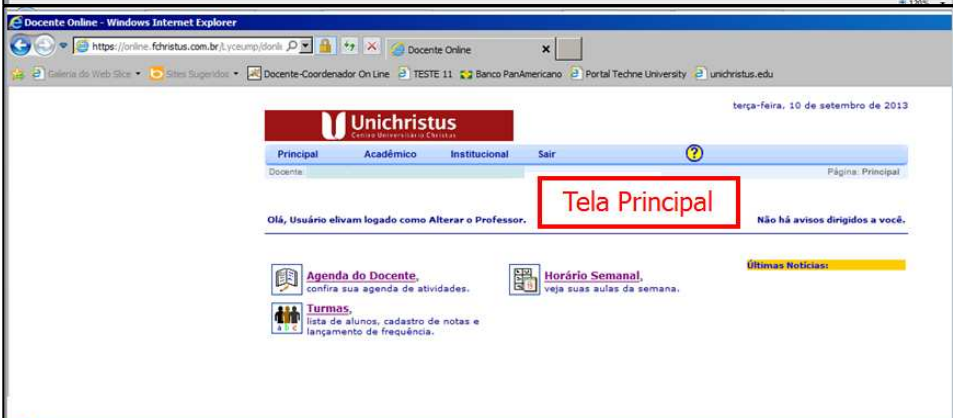 120%
Docente Online - Windows Internet Explorer
https://online.fchristus.com.br/Lyceump/donli
Docente Online
Galeria do Web Slice
Sites Sugeridos
Docente-Coordenador On Line
TESTE 11
Banco PanAmericano
Portal Techne University
unichristus.edu
terça-feira, 10 de setembro de 2013
Unichristus
Centro Universitário Christus
Principal Acadêmico Institucional Sair ?
Docente: Página: Principal
Tela Principal
Olá, Usuário elivam logado como Alterar o Professor. Não há avisos dirigidos a você.
Últimas Notícias:
Agenda do Docente,
confira sua agenda de atividades.
Horário Semanal,
veja suas aulas da semana.
Turmas,
lista de alunos, cadastro de notas e
lançamento de frequência.